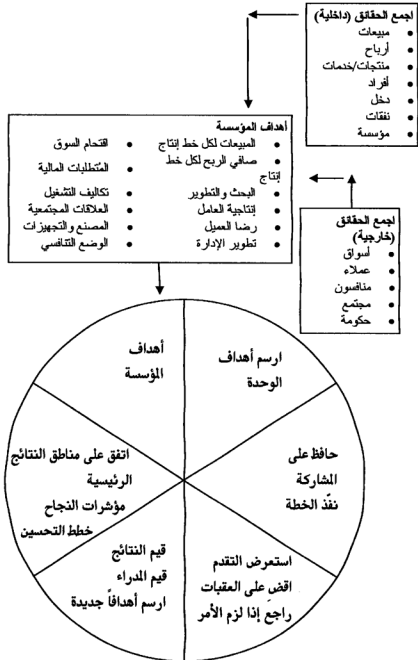 اجمع الحقائق (داخلية)
• مبيعات
• أرباح
• منتجات/خدمات
• أفراد
• دخل
• نفقات
• مؤسسة
أهداف المؤسسة
• المبيعات لكل خط إنتاج
• صافي الربح لكل خط
إنتاج
• البحث والتطوير
• إنتاجية العامل
• رضا العميل
• تطوير الإدارة
• اقتحام السوق
• المتطلبات المالية
• تكاليف التشغيل
• العلاقات المجتمعية
• المصنع والتجهيزات
• الوضع التنافسي
اجمع الحقائق
(خارجية)
• أسواق
• عملاء
• منافسون
• مجتمع
• حكومة
أهداف
المؤسسة
ارسم أهداف
الوحدة
حافظ على
المشاركة
نفّذ الخطة
استعرض التقدم
اقضِ على العقبات
راجع إذا لزم الأمر
قيم النتائج
قيم المدراء
ارسم أهدافاً جديدة
اتفق على مناطق النتائج
الرئيسية
مؤشرات النجاح
خطط التحسين